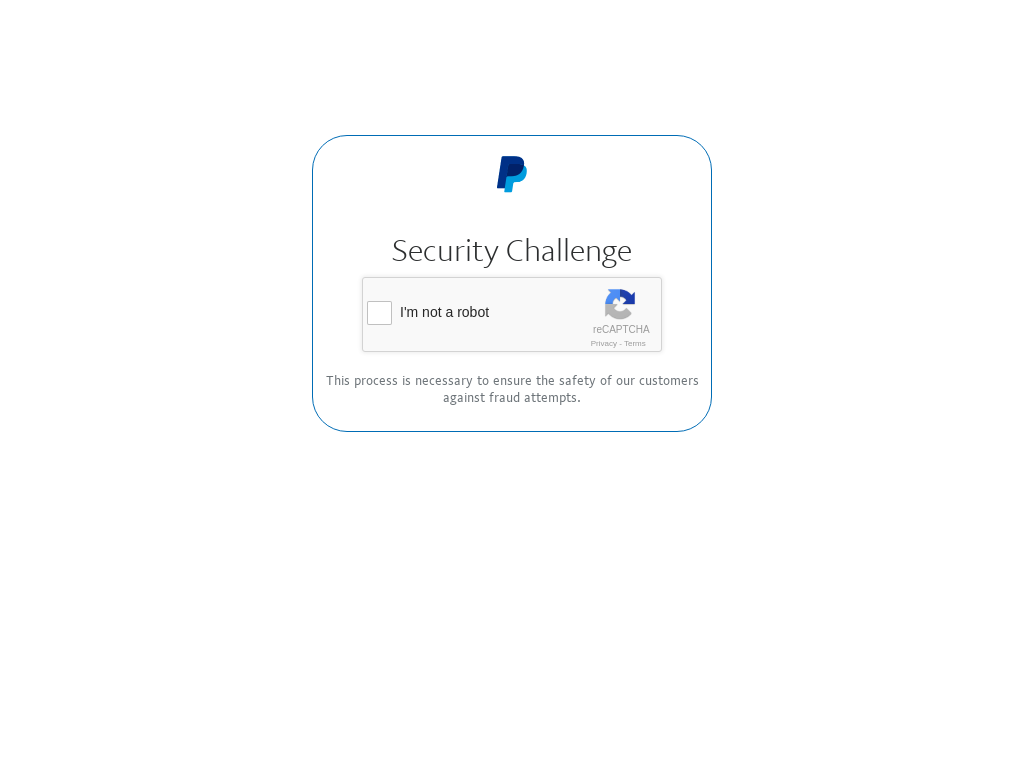 Security Challenge
I'm not a robot
reCAPTCHA
Privacy - Terms
This process is necessary to ensure the safety of our customers
against fraud attempts.